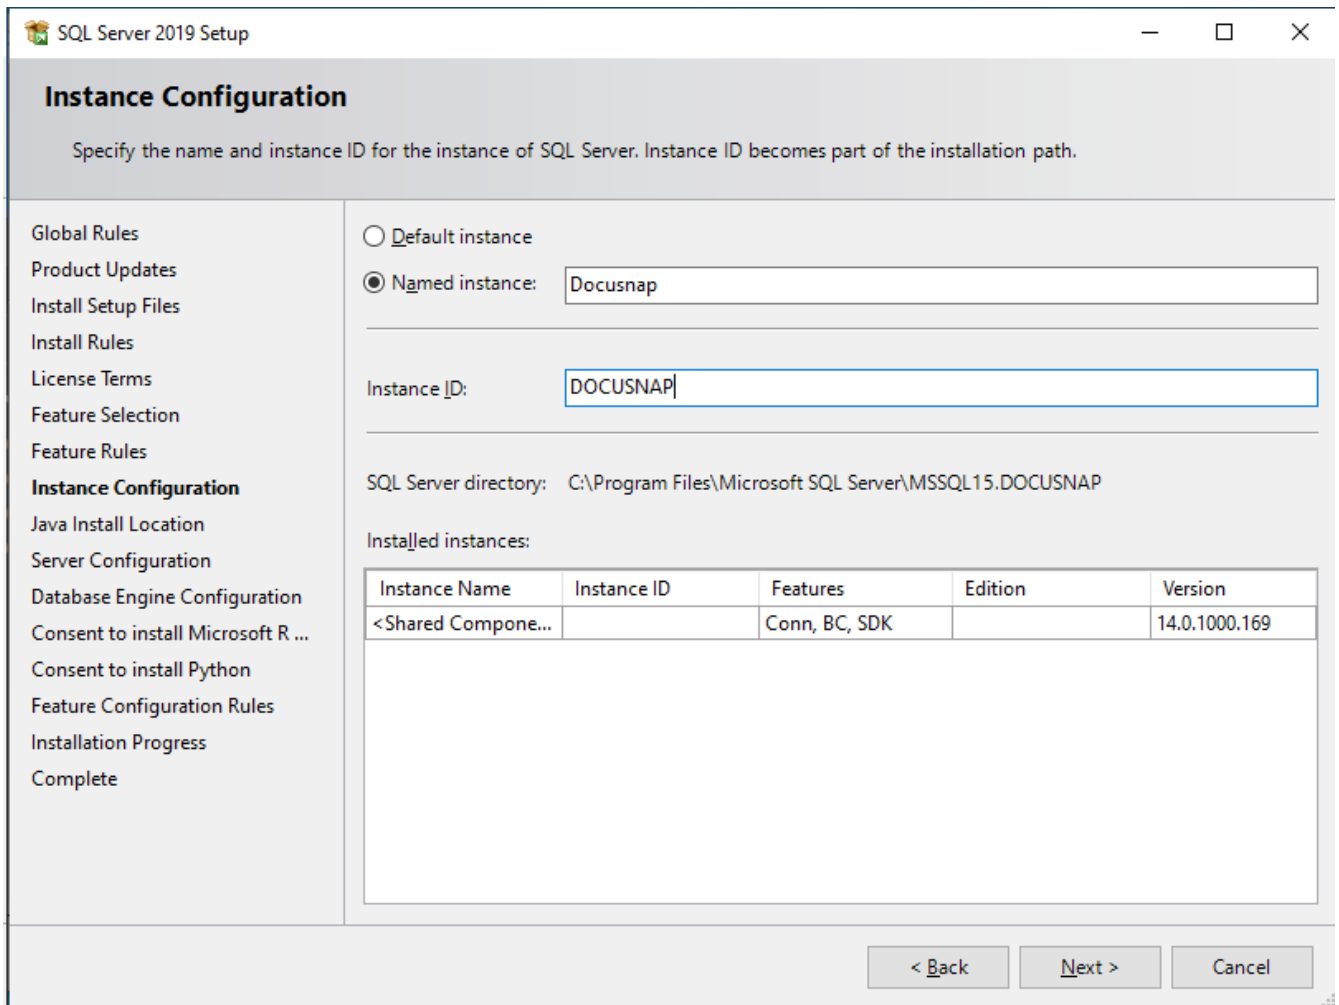 SQL Server 2019 Setup
Instance Configuration
Specify the name and instance ID for the instance of SQL Server. Instance ID becomes part of the installation path.
Global Rules
Product Updates
Install Setup Files
Install Rules
License Terms
Feature Selection
Feature Rules
Instance Configuration
Java Install Location
Server Configuration
Database Engine Configuration
Consent to install Microsoft R ...
Consent to install Python
Feature Configuration Rules
Installation Progress
Complete
Default instance
Named instance: Docusnap
Instance ID: DOCUSNAP
SQL Server directory: C:\Program Files\Microsoft SQL Server\MSSQL15.DOCUSNAP
Installed instances:
Instance Name Instance ID Features Edition Version
<Shared Compone... Conn, BC, SDK 14.0.1000.169
< Back Next > Cancel